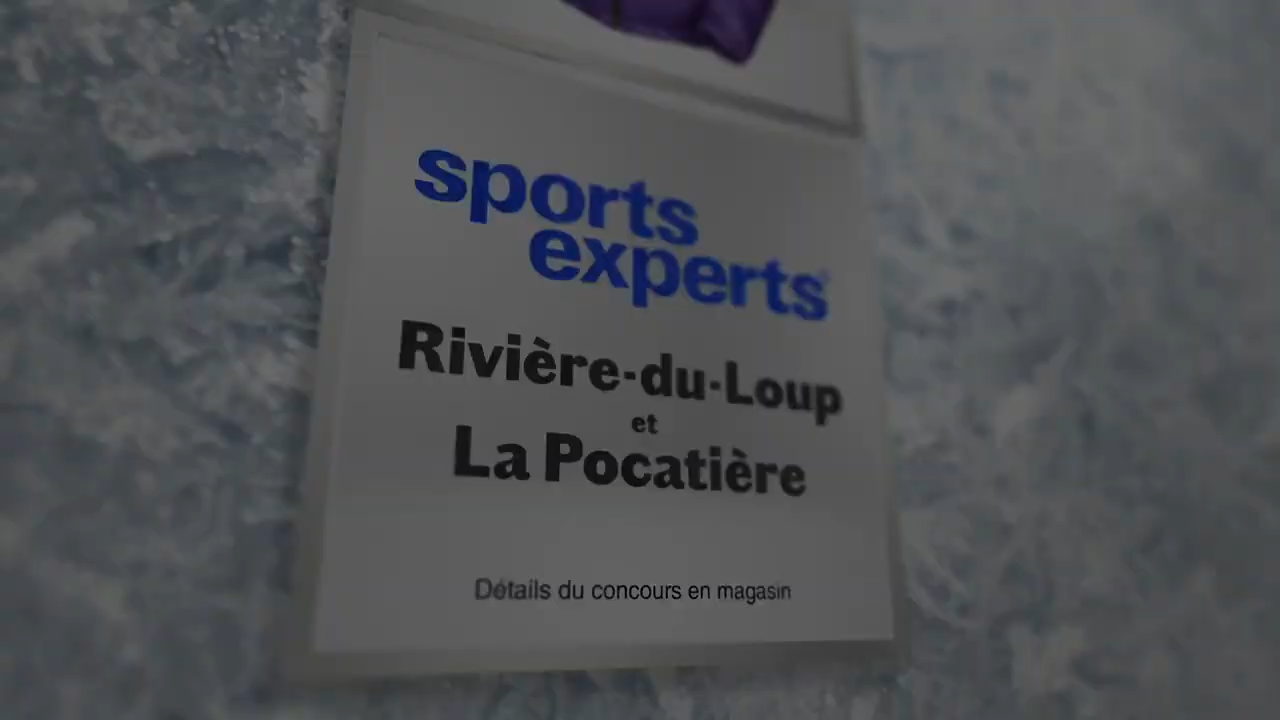 sports
experts
Rivière-du-Loup
et
La Pocatière
Détails du concours en magasin